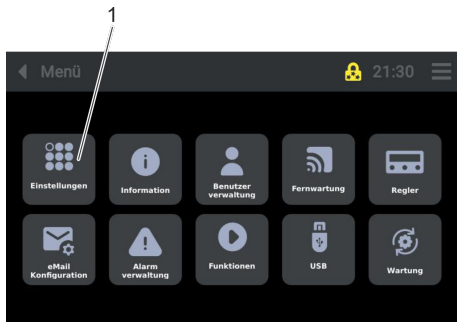 1
Menü
21:30
Einstellungen
Information
Benutzer
verwaltung
Fernwartung
Regler
eMail
Konfiguration
Alarm
verwaltung
Funktionen
USB
Wartung